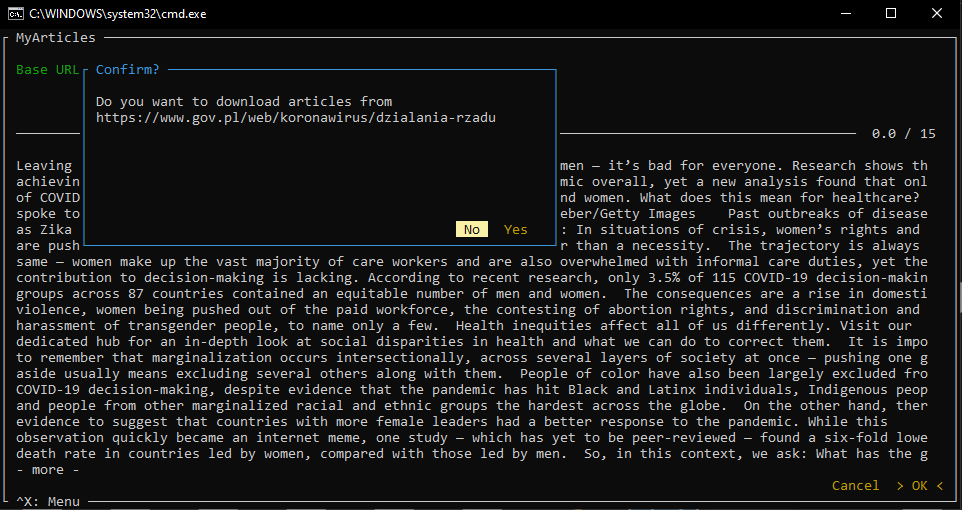 C:\WINDOWS\system32\cmd.exe
MyArticles
Base URL
Confirm?
Do you want to download articles from
https://www.gov.pl/web/koronawirus/dzialania-rzadu
No Yes
0.0 / 15
Leaving men – it’s bad for everyone. Research shows th
achievin mic overall, yet a new analysis found that onl
of COVID nd women. What does this mean for healthcare?
spoke to eber/Getty Images    Past outbreaks of disease
as Zika : In situations of crisis, women’s rights and
are push r than a necessity.  The trajectory is always
same – women make up the vast majority of care workers and are also overwhelmed with informal care duties, yet the
contribution to decision-making is lacking. According to recent research, only 3.5% of 115 COVID-19 decision-makin
groups across 87 countries contained an equitable number of men and women.  The consequences are a rise in domesti
violence, women being pushed out of the paid workforce, the contesting of abortion rights, and discrimination and
harassment of transgender people, to name only a few.  Health inequities affect all of us differently. Visit our
dedicated hub for an in-depth look at social disparities in health and what we can do to correct them.  It is impo
to remember that marginalization occurs intersectionally, across several layers of society at once – pushing one g
aside usually means excluding several others along with them.  People of color have also been largely excluded fro
COVID-19 decision-making, despite evidence that the pandemic has hit Black and Latinx individuals, Indigenous peop
and people from other marginalized racial and ethnic groups the hardest across the globe.  On the other hand, ther
evidence to suggest that countries with more female leaders had a better response to the pandemic. While this
observation quickly became an internet meme, one study – which has yet to be peer-reviewed – found a six-fold lowe
death rate in countries led by women, compared with those led by men.  So, in this context, we ask: What has the g
- more -
Cancel > OK <
^X: Menu